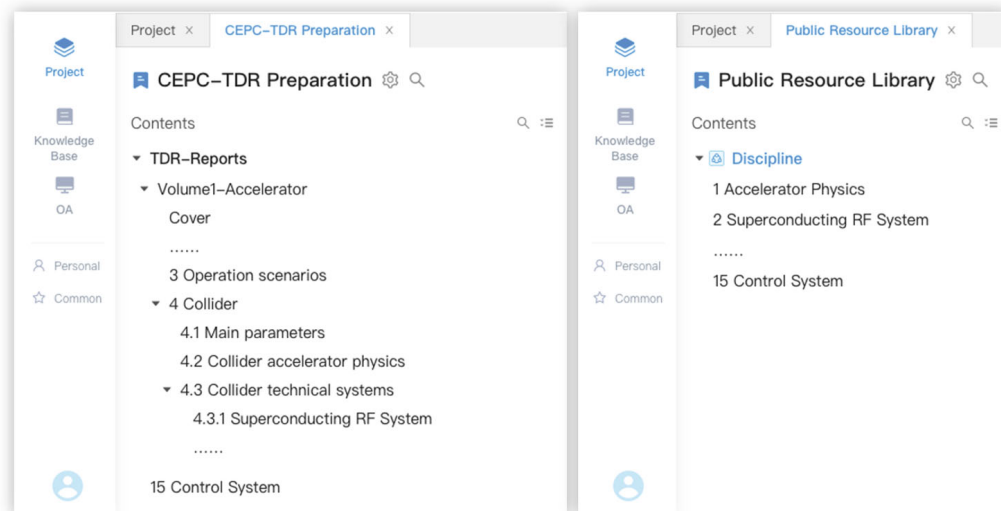 Project ×
CEPC-TDR Preparation ×
Project
Knowledge
Base
OA
Personal
Common
CEPC-TDR Preparation
Contents
TDR-Reports
Volume1-Accelerator
Cover
......
3 Operation scenarios
4 Collider
4.1 Main parameters
4.2 Collider accelerator physics
4.3 Collider technical systems
4.3.1 Superconducting RF System
......
15 Control System
Project ×
Public Resource Library ×
Project
Knowledge
Base
OA
Personal
Common
Public Resource Library
Contents
Discipline
1 Accelerator Physics
2 Superconducting RF System
......
15 Control System